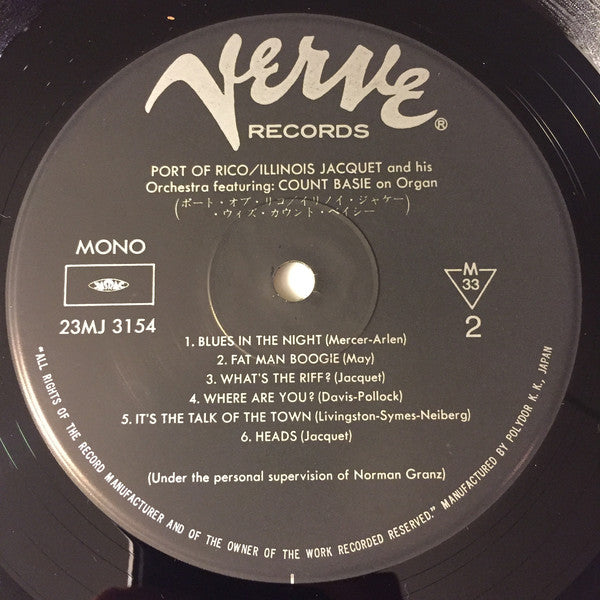 Verve®
RECORDS
PORT OF RICO/ILLINOIS JACQUET and his
Orchestra featuring: COUNT BASIE on Organ
(ポート・オブ・リコ/イリノイ・ジャケー
・ウィズ・カウント・ベイシー)
MONO
23MJ 3154
M
33
2
1. BLUES IN THE NIGHT (Mercer-Arlen)
2. FAT MAN BOOGIE (May)
3. WHAT'S THE RIFF? (Jacquet)
4. WHERE ARE YOU? (Davis-Pollock)
5. IT'S THE TALK OF THE TOWN (Livingston-Symes-Neiberg)
6. HEADS (Jacquet)
(Under the personal supervision of Norman Granz)
"ALL RIGHTS OF THE RECORD MANUFACTURER AND OF THE OWNER OF THE WORK RECORDED RESERVED." MANUFACTURED BY POLYDOR K. K., JAPAN